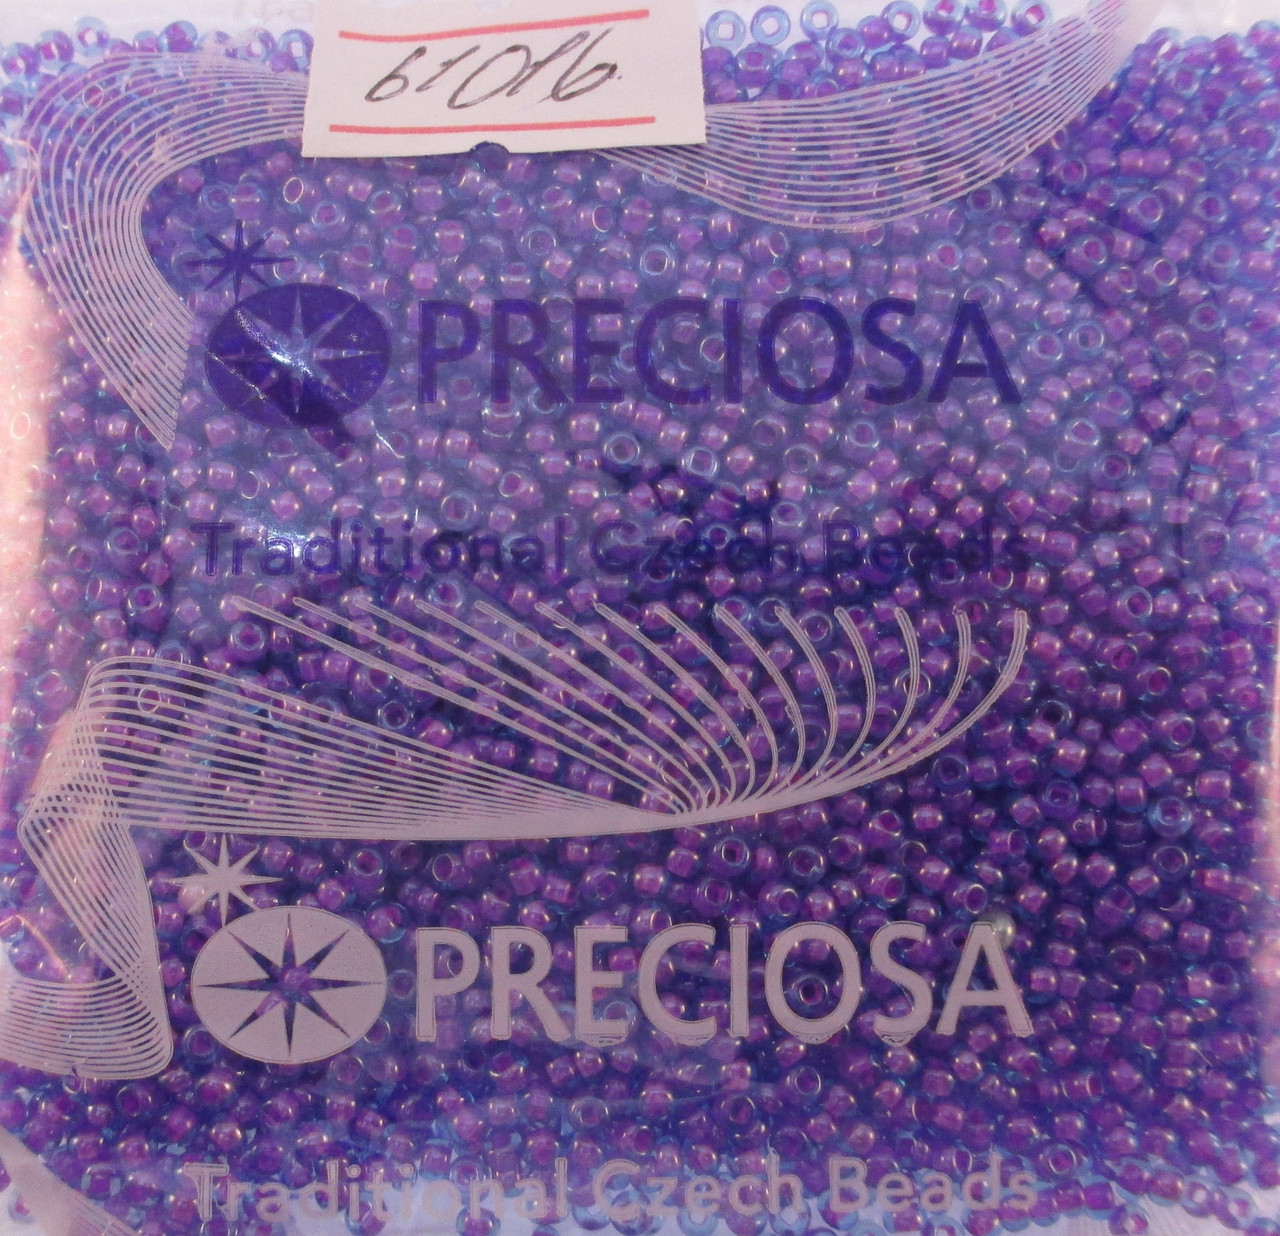 61016
PRECIOSA
Traditional Czech Beads
PRECIOSA
Traditional Czech Beads